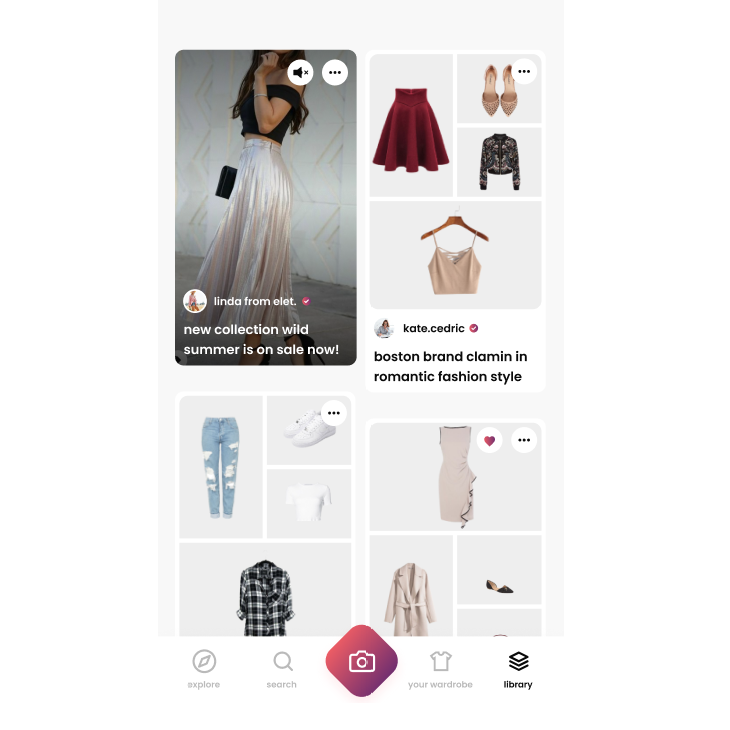 linda from elet.
new collection wild
summer is on sale now!
kate.cedric
boston brand clamin in
romantic fashion style
explore
search
your wardrobe
library